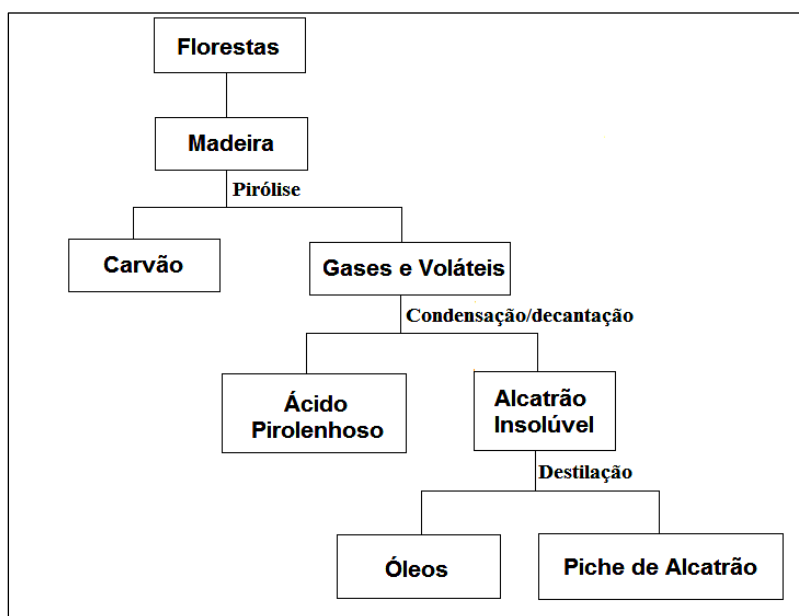 Florestas
Madeira
Pirólise
Carvão
Gases e Voláteis
Condensação/decantação
Ácido
Pirolenhoso
Alcatrão
Insolúvel
Destilação
Óleos
Piche de Alcatrão